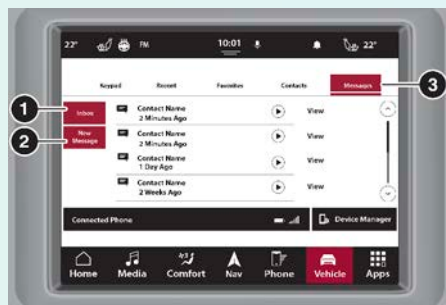 22° FM 10:01 22°
Keypad Recent Favorites Contacts Messages 3
1 Inbox
Contact Name View
2 Minutes Ago
2 New Message
Contact Name View
2 Minutes Ago
Contact Name View
1 Day Ago
Contact Name View
2 Weeks Ago
Connected Phone Device Manager
Home Media Comfort Nav Phone Vehicle Apps